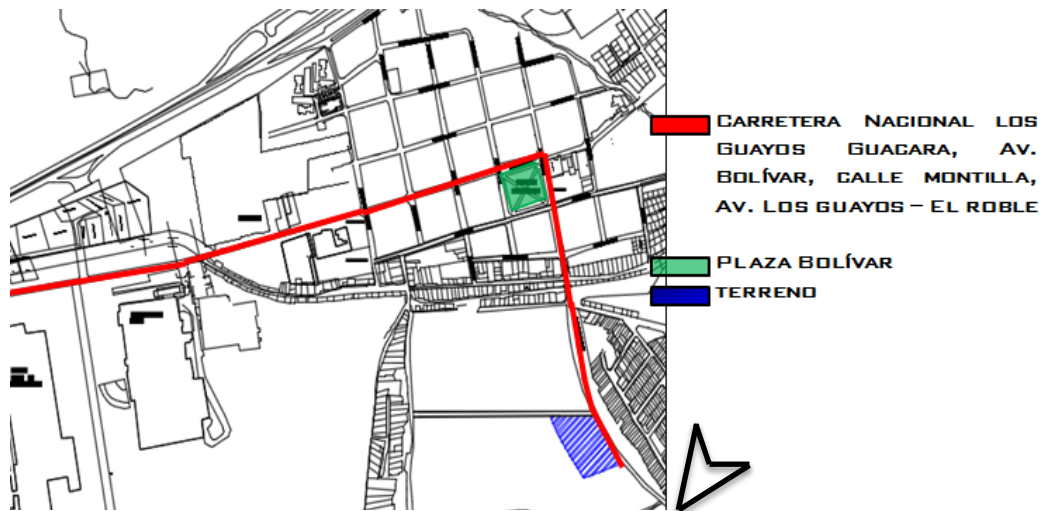 CARRETERA NACIONAL LOS
GUAYOS GUACARA, AV.
BOLÍVAR, CALLE MONTILLA,
AV. LOS GUAYOS – EL ROBLE
PLAZA BOLÍVAR
TERRENO